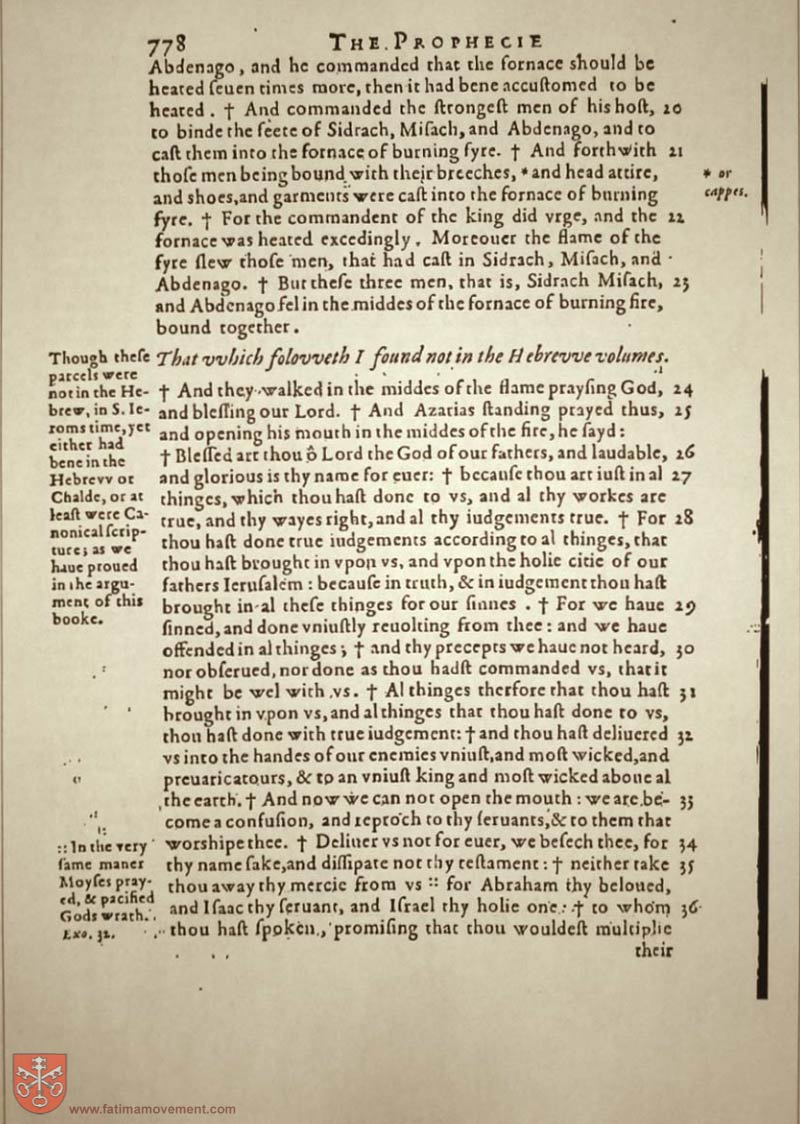 778 THE PROPHECIE
Abdenago, and he commanded that the fornace should be
heated ſeuen times more, then it had bene accuſtomed to be
heated. † And commanded the ſtrongeſt men of his hoſt, 20
to binde the feete of Sidrach, Miſach, and Abdenago, and to
caſt them into the fornace of burning fyre. † And forthwith 21
thoſe men being bound with their breeches, * and head attire,
and shoes, and garments were caſt into the fornace of burning
fyre. † For the commandent of the king did vrge, and the 22
fornace was heated excedingly. Moreouer the flame of the
fyre ſlew thoſe men, that had caſt in Sidrach, Miſach, and
Abdenago. † But theſe three men, that is, Sidrach Miſach, 23
and Abdenago fel in the middes of the fornace of burning fire,
bound together.
* or
cappes.
That vvhich folovveth I found not in the Hebrevve volumes.
† And they walked in the middes of the flame prayſing God, 24
and bleſſing our Lord. † And Azarias ſtanding prayed thus, 25
and opening his mouth in the middes of the fire, he ſayd:
† Bleſſed art thou ô Lord the God of our fathers, and laudable, 26
and glorious is thy name for euer: † becauſe thou art iuſt in al 27
thinges, which thou haſt done to vs, and al thy workes are
true, and thy wayes right, and al thy iudgements true. † For 28
thou haſt done true iudgements according to al thinges, that
thou haſt brought in vpon vs, and vpon the holie citie of our
fathers Ieruſalem: becauſe in truth, & in iudgement thou haſt
brought in al theſe thinges for our ſinnes. † For we haue 29
ſinned, and done vniuſtly reuolting from thee: and we haue
offended in al thinges; † and thy precepts we haue not heard, 30
nor obſerued, nor done as thou hadſt commanded vs, that it
might be wel with vs. † Al thinges therfore that thou haſt 31
brought in vpon vs, and al thinges that thou haſt done to vs,
thou haſt done with true iudgement: † and thou haſt deliuered 32
vs into the handes of our enemies vniuſt, and moſt wicked, and
preuaricatours, & to an vniuſt king and moſt wicked aboue al
the earth. † And now we can not open the mouth: we are be- 33
come a confuſion, and reproch to thy ſeruants, & to them that
worshipe thee. † Deliuer vs not for euer, we beſech thee, for 34
thy name ſake, and diſſipate not thy teſtament: † neither take 35
thou away thy mercie from vs :: for Abraham thy beloued,
and Iſaac thy ſeruant, and Iſrael thy holie one: † to whom 36
thou haſt ſpoken, promiſing that thou wouldeſt multiplie
their
Though theſe
parcels were
not in the He-
brew, in S. Ie-
roms time, yet
either had
bene in the
Hebrevv or
Chalde, or at
leaſt were Ca-
nonical ſcrip-
ture; as we
haue proued
in the argu-
ment of this
booke.
:: In the very
ſame maner
Moyſes pray-
ed, & pacified
Gods wrath.
Exo. 32.
www.fatimamovement.com